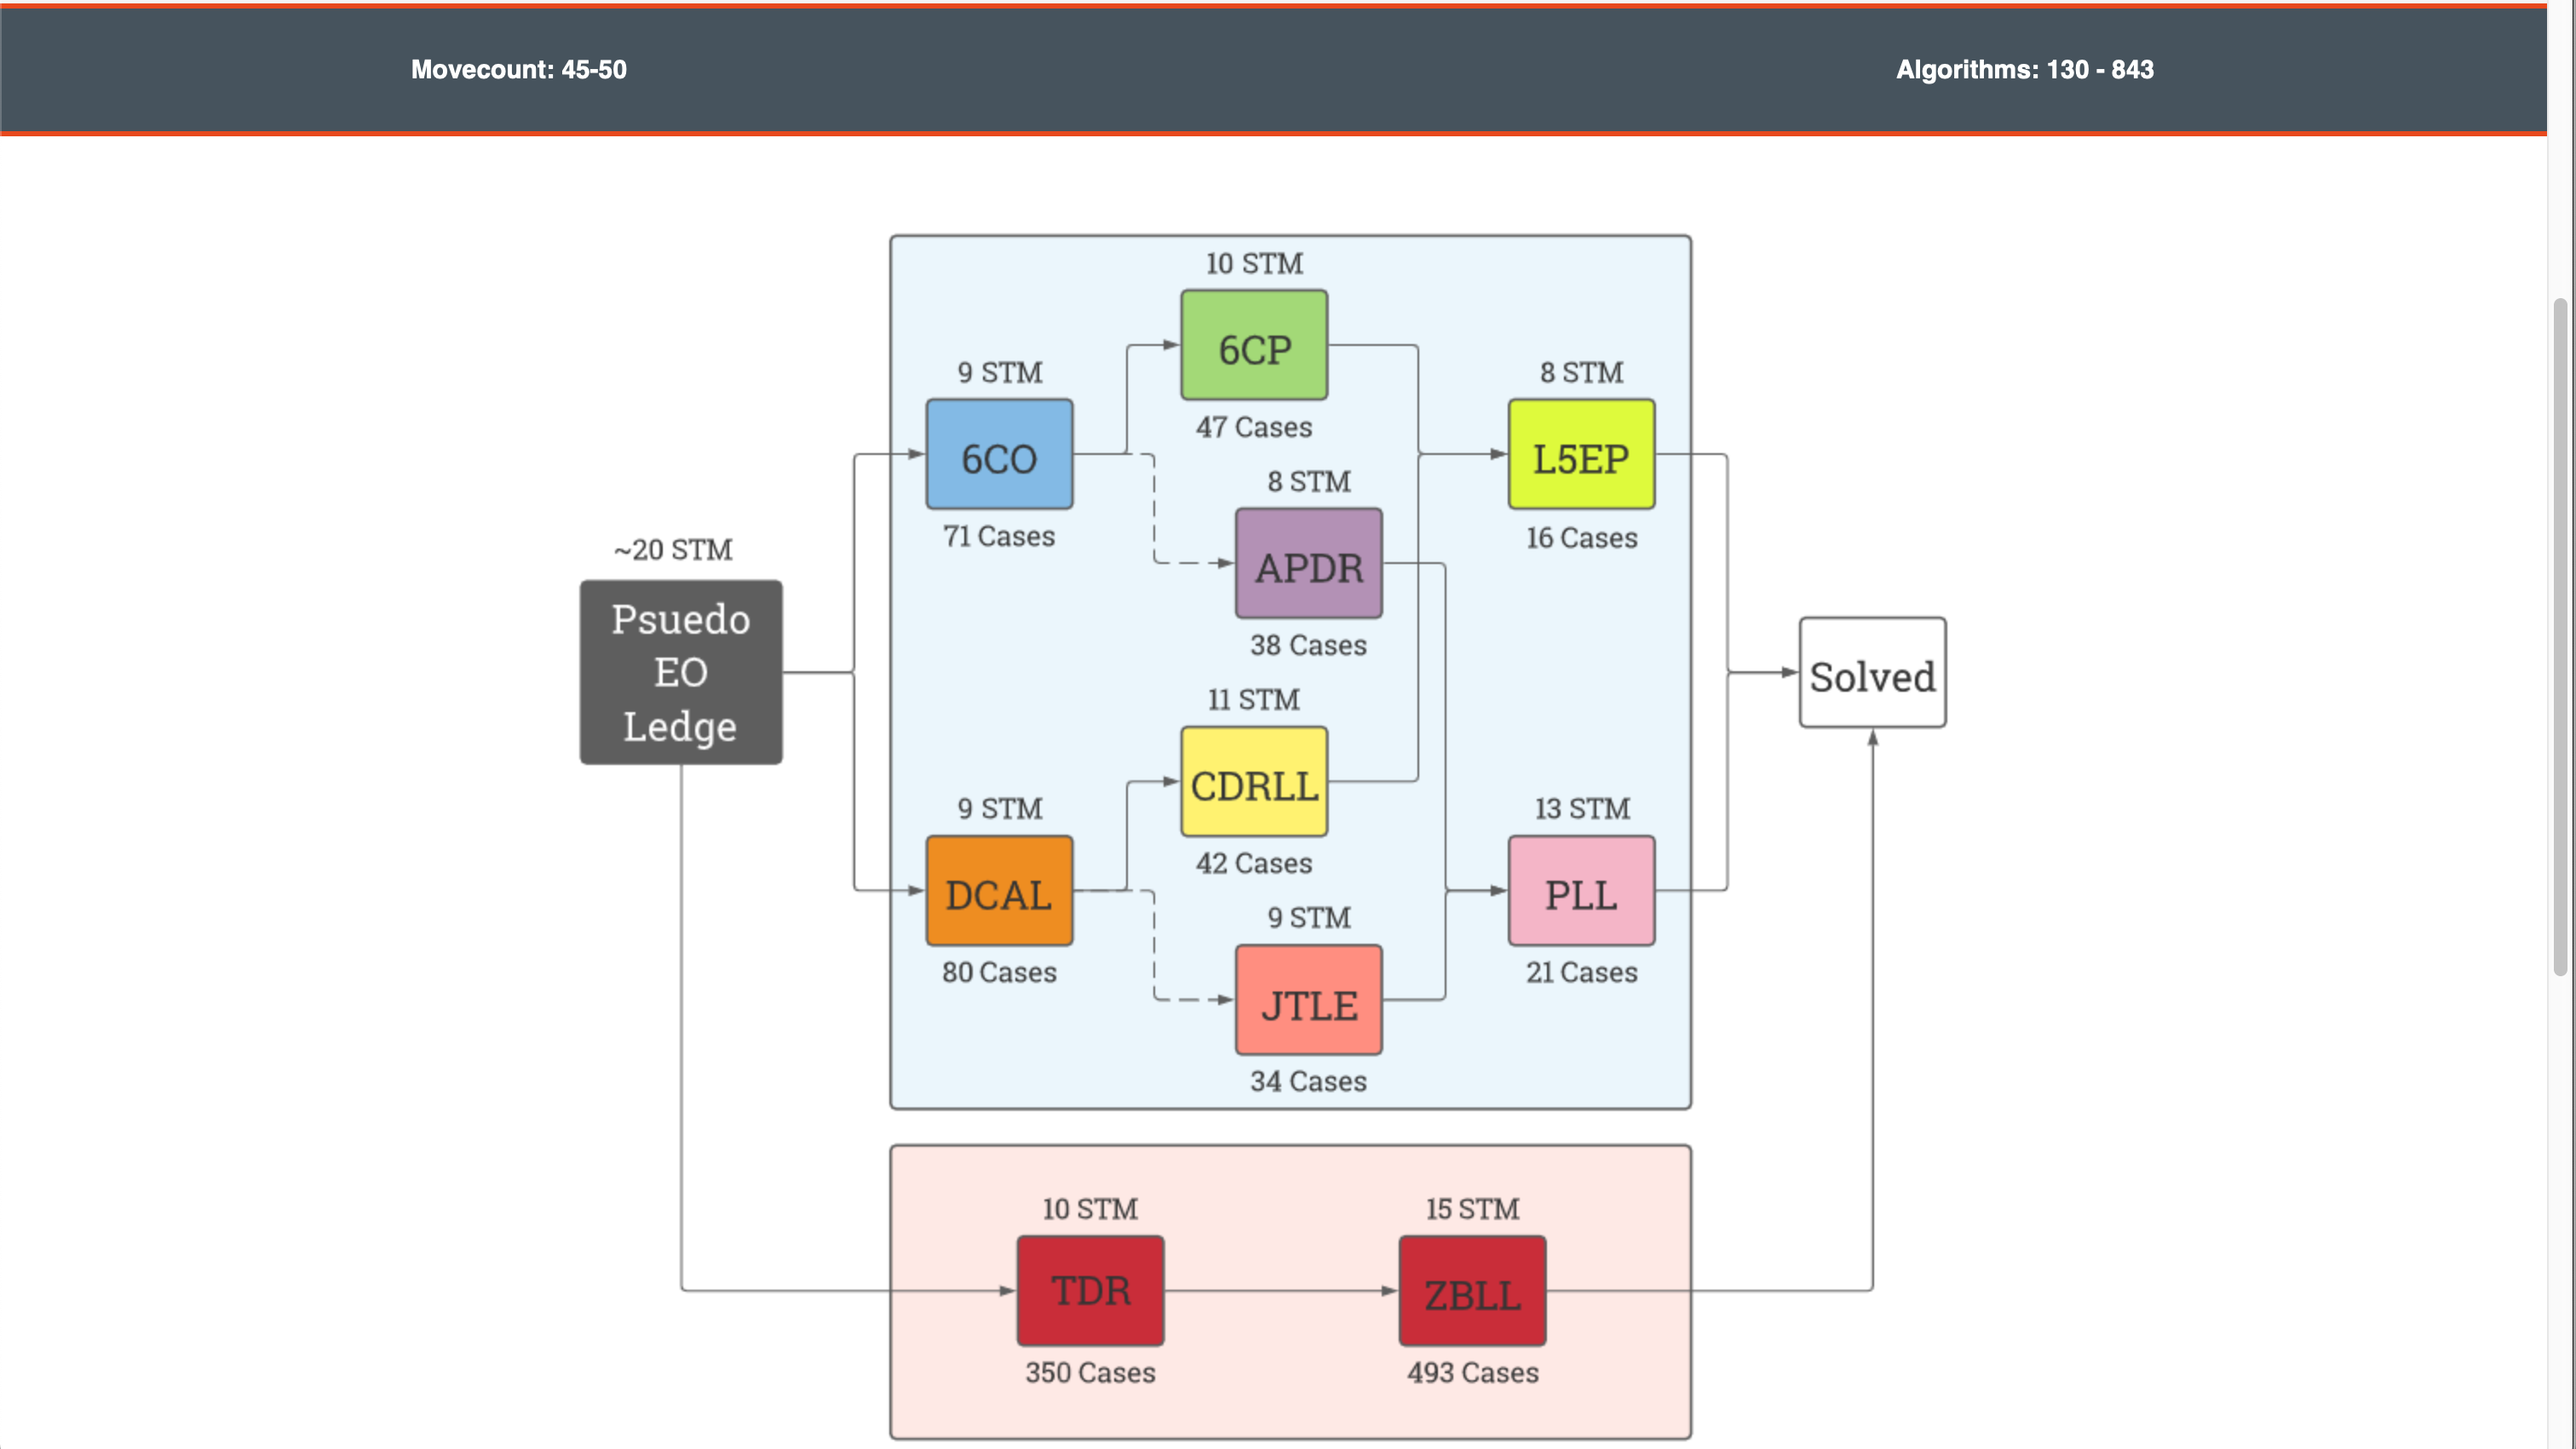 Movecount: 45-50
Algorithms: 130 - 843
10 STM
6CP
47 Cases
9 STM
6CO
71 Cases
8 STM
L5EP
16 Cases
8 STM
APDR
38 Cases
~20 STM
Psuedo
EO
Ledge
Solved
11 STM
CDRLL
42 Cases
9 STM
DCAL
80 Cases
13 STM
PLL
21 Cases
9 STM
JTLE
34 Cases
10 STM
TDR
350 Cases
15 STM
ZBLL
493 Cases